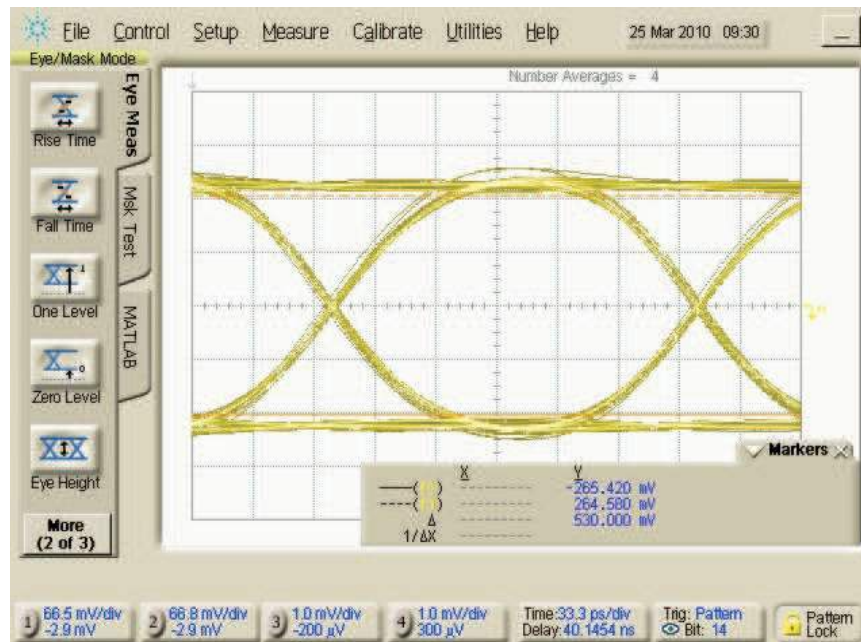 File Control Setup Measure Calibrate Utilities Help 25 Mar 2010 09:30
Eye/Mask Mode
Number Averages = 4
Eye Meas
Msk Test
MATLAB
Rise Time
Fall Time
One Level
Zero Level
Eye Height
More
(2 of 3)
Markers
X Y
-265.420 mV
264.580 mV
Δ 530.000 mV
1/ΔX
1) 66.5 mV/div
-2.9 mV
2) 66.8 mV/div
-2.9 mV
3) 1.0 mV/div
-200 µV
4) 1.0 mV/div
300 µV
Time:33.3 ps/div
Delay:40.1454 ns
Trig: Pattern
Bit: 14
Pattern
Lock